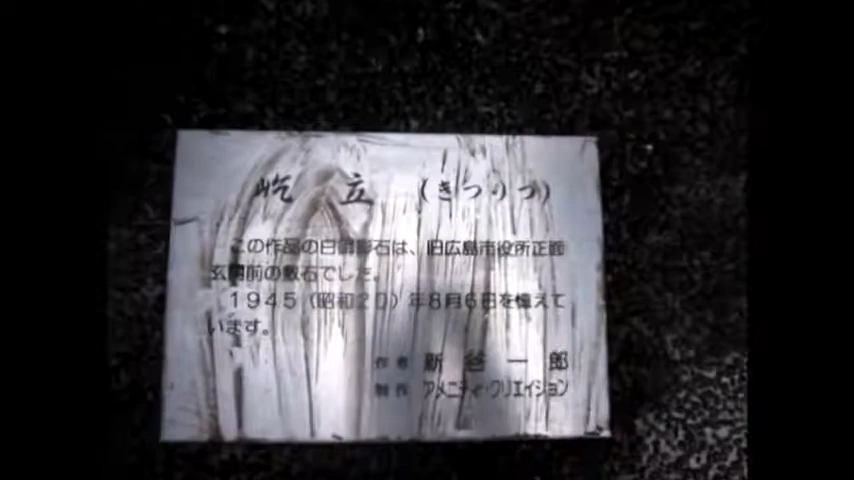 屹立 (きつりつ)
この作品の白御影石は、旧広島市役所正面
玄関前の敷石でした。
1945(昭和20)年8月6日を憶えて
います。
作者 新谷一郎
制作 アメニティ・クリエイション